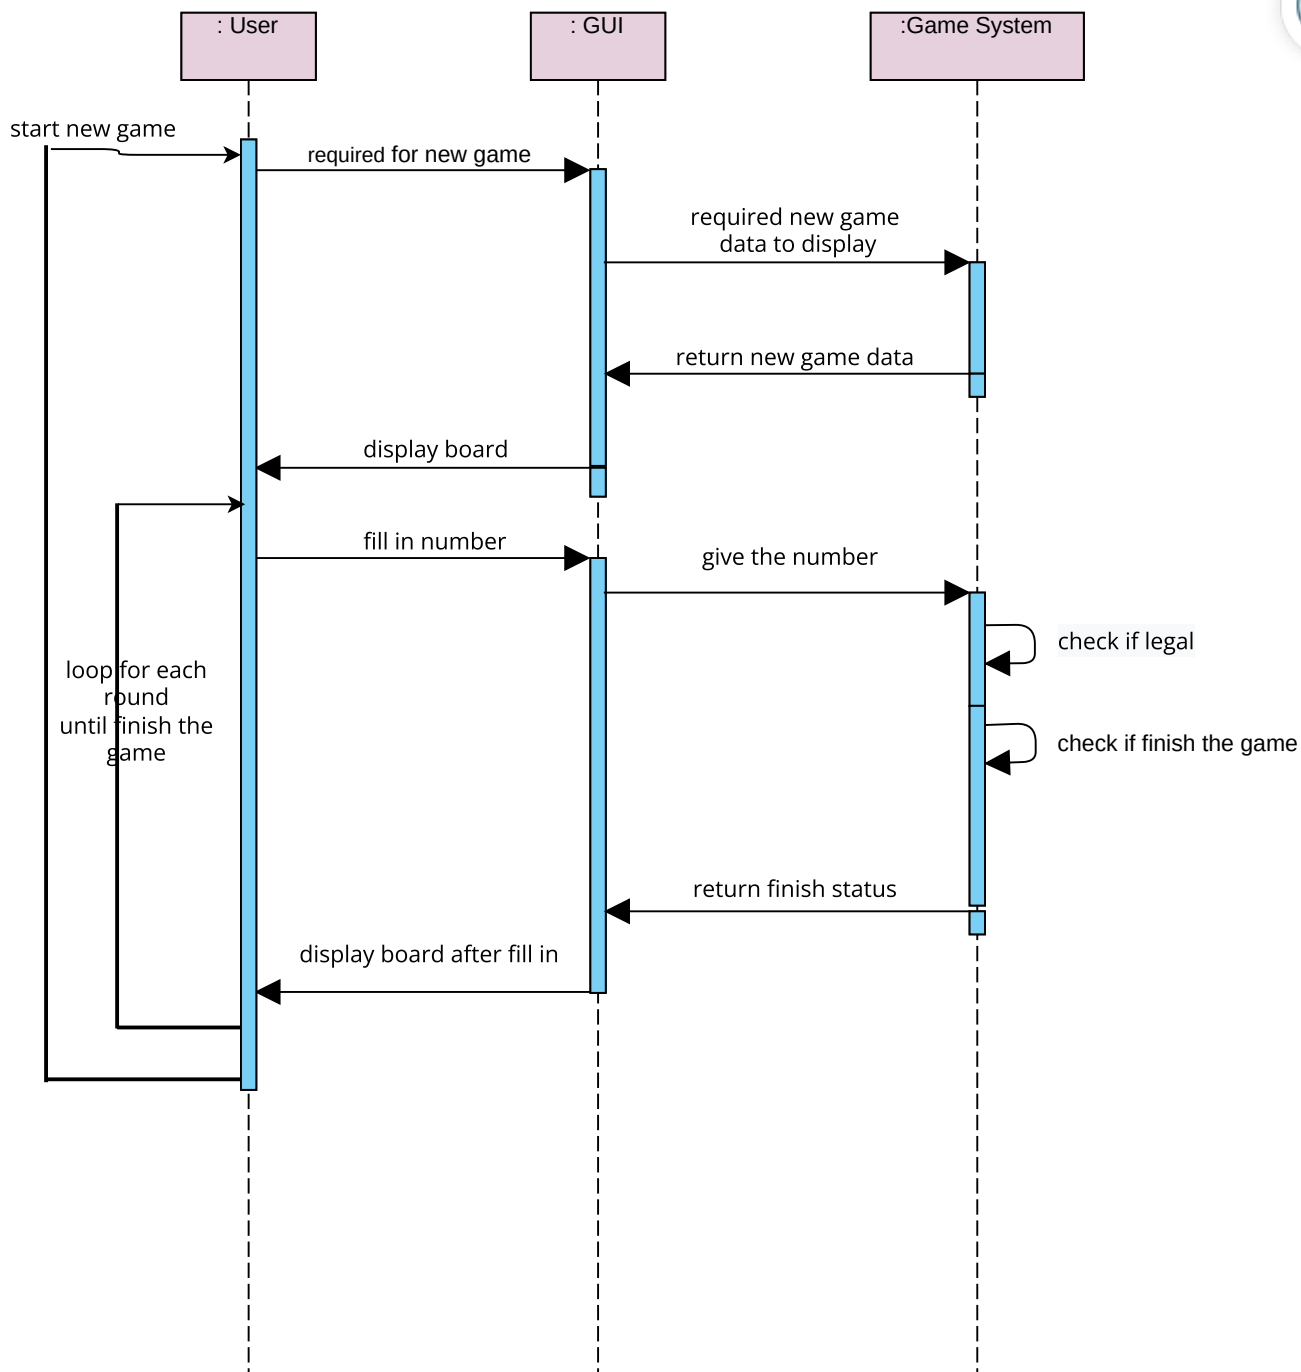 : User
: GUI
:Game System
start new game
required for new game
required new game
data to display
return new game data
display board
fill in number
give the number
check if legal
loop for each
round
until finish the
game
check if finish the game
return finish status
display board after fill in